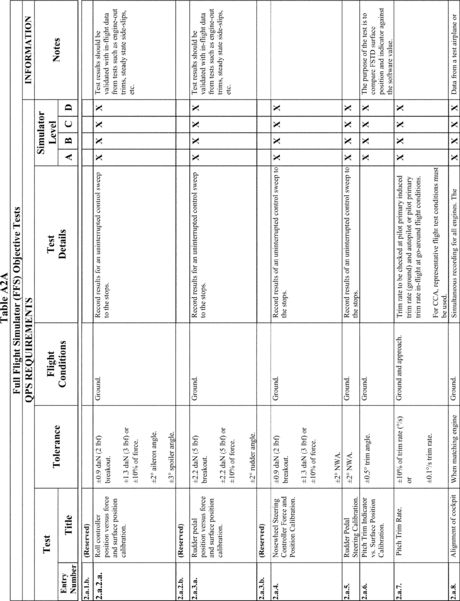 Table A2A
Full Flight Simulator (FFS) Objective Tests
QPS REQUIREMENTS
INFORMATION
Test
Tolerance
Flight
Conditions
Test
Details
Simulator
Level
Notes
Entry
Number
Title
A B C D
2.a.1.b. (Reserved)
2.a.2.a.
Roll controller
position versus force
and surface position
calibration.
±0.9 daN (2 lbf)
breakout.
±1.3 daN (3 lbf) or
±10% of force.
±2° aileron angle.
±3° spoiler angle.
Ground.
Record results for an uninterrupted control sweep
to the stops.
X X X X
Test results should be
validated with in-flight data
from tests such as engine-out
trims, steady state side-slips,
etc.
2.a.2.b. (Reserved)
2.a.3.a.
Rudder pedal
position versus force
and surface position
calibration.
±2.2 daN (5 lbf)
breakout.
±2.2 daN (5 lbf) or
±10% of force.
±2° rudder angle.
Ground.
Record results for an uninterrupted control sweep
to the stops.
X X X X
Test results should be
validated with in-flight data
from tests such as engine-out
trims, steady state side-slips,
etc.
2.a.3.b. (Reserved)
2.a.4.
Nosewheel Steering
Controller Force and
Position Calibration.
±0.9 daN (2 lbf)
breakout.
±1.3 daN (3 lbf) or
±10% of force.
±2° NWA.
Ground.
Record results of an uninterrupted control sweep to
the stops.
X X X X
2.a.5.
Rudder Pedal
Steering Calibration.
±2° NWA.
Ground.
Record results of an uninterrupted control sweep to
the stops.
X X X X
2.a.6.
Pitch Trim Indicator
vs. Surface Position
Calibration.
±0.5° trim angle.
Ground.
X X X X
The purpose of the test is to
compare FSTD surface
position and indicator against
the software value.
2.a.7.
Pitch Trim Rate.
±10% of trim rate (°/s)
or
±0.1°/s trim rate.
Ground and approach.
Trim rate to be checked at pilot primary induced
trim rate (ground) and autopilot or pilot primary
trim rate in-flight at go-around flight conditions.
For CCA, representative flight test conditions must
be used.
X X X X
2.a.8.
Alignment of cockpit
When matching engine
Ground.
Simultaneous recording for all engines. The
X X X X
Data from a test airplane or